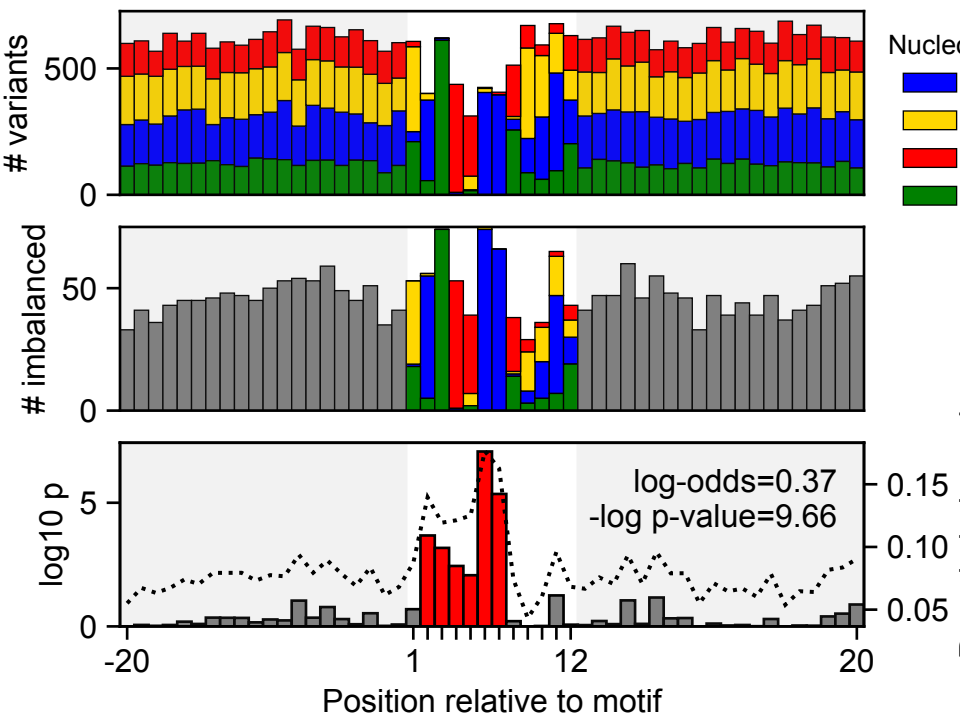 # variants
500
0
Nucleo
# imbalanced
50
0
log10 p
5
0
log-odds=0.37
-log p-value=9.66
0.15
0.10
0.05
-20
1
12
20
Position relative to motif